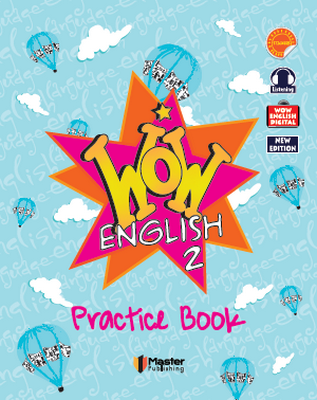 Listening
WOW
ENGLISH
DIGITAL
NEW
EDITION
WOW
ENGLISH
2
Practice Book
Master
Publishing